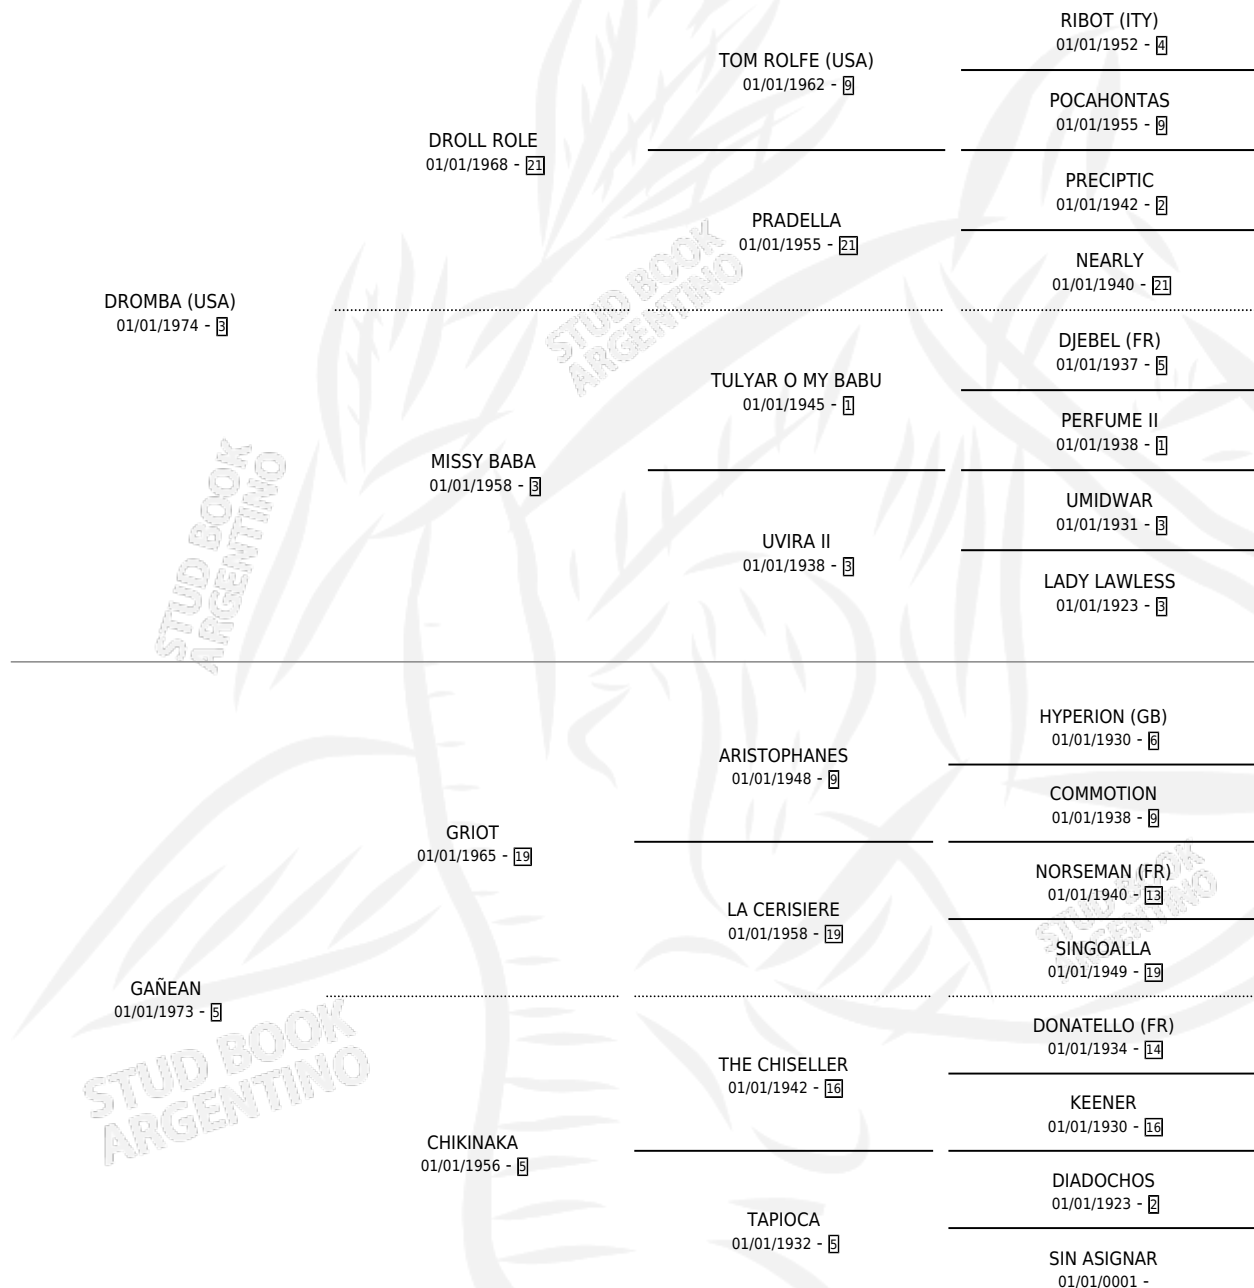 RIBOT (ITY)
01/01/1952 - 4
TOM ROLFE (USA)
01/01/1962 - 9
POCAHONTAS
01/01/1955 - 9
DROLL ROLE
01/01/1968 - 21
PRECIPTIC
01/01/1942 - 2
PRADELLA
01/01/1955 - 21
NEARLY
01/01/1940 - 21
DROMBA (USA)
01/01/1974 - 3
DJEBEL (FR)
01/01/1937 - 5
TULYAR O MY BABU
01/01/1945 - 1
PERFUME II
01/01/1938 - 1
MISSY BABA
01/01/1958 - 3
UMIDWAR
01/01/1931 - 3
UVIRA II
01/01/1938 - 3
LADY LAWLESS
01/01/1923 - 3
STUD BOOK
ARGENTINO
STUD BOOK
ARGENTINO
HYPERION (GB)
01/01/1930 - 6
ARISTOPHANES
01/01/1948 - 9
COMMOTION
01/01/1938 - 9
GRIOT
01/01/1965 - 19
NORSEMAN (FR)
01/01/1940 - 13
LA CERISIERE
01/01/1958 - 19
SINGOALLA
01/01/1949 - 19
GAÑEAN
01/01/1973 - 5
DONATELLO (FR)
01/01/1934 - 14
THE CHISELLER
01/01/1942 - 16
KEENER
01/01/1930 - 16
CHIKINAKA
01/01/1956 - 5
DIADOCHOS
01/01/1923 - 2
TAPIOCA
01/01/1932 - 5
SIN ASIGNAR
01/01/0001 -
STUD BOOK
ARGENTINO
STUD BOOK
ARGENTINO